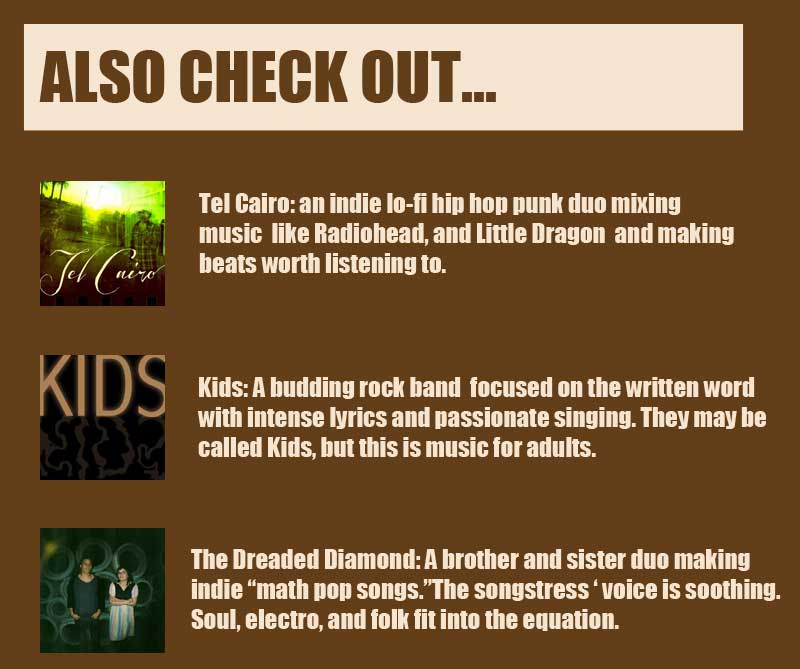 ALSO CHECK OUT...
Tel Cairo
Tel Cairo: an indie lo-fi hip hop punk duo mixing
music  like Radiohead, and Little Dragon  and making
beats worth listening to.
KIDS
Kids: A budding rock band  focused on the written word
with intense lyrics and passionate singing. They may be
called Kids, but this is music for adults.
The Dreaded Diamond: A brother and sister duo making
indie “math pop songs.”The songstress ‘ voice is soothing.
Soul, electro, and folk fit into the equation.